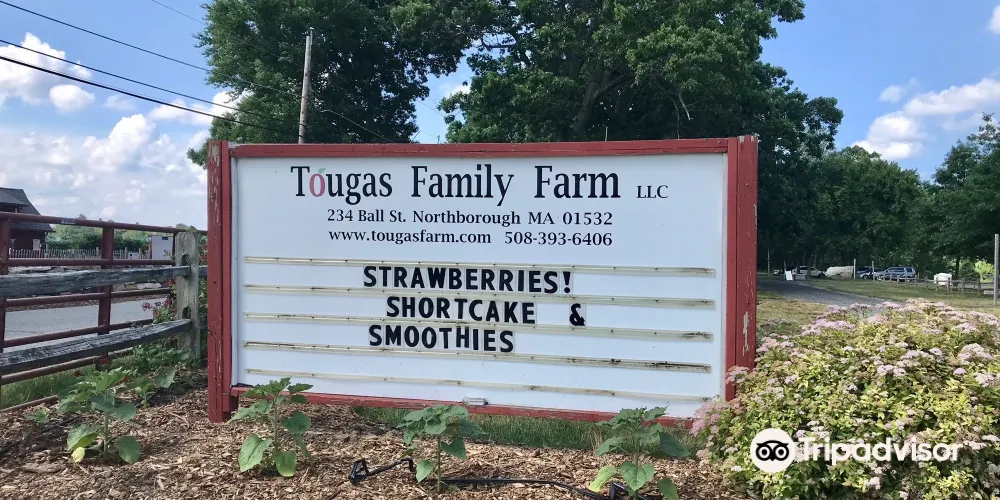 Tougas Family Farm LLC
234 Ball St. Northborough MA 01532
www.tougasfarm.com 508-393-6406
STRAWBERRIES!
SHORTCAKE &
SMOOTHIES
Tripadvisor